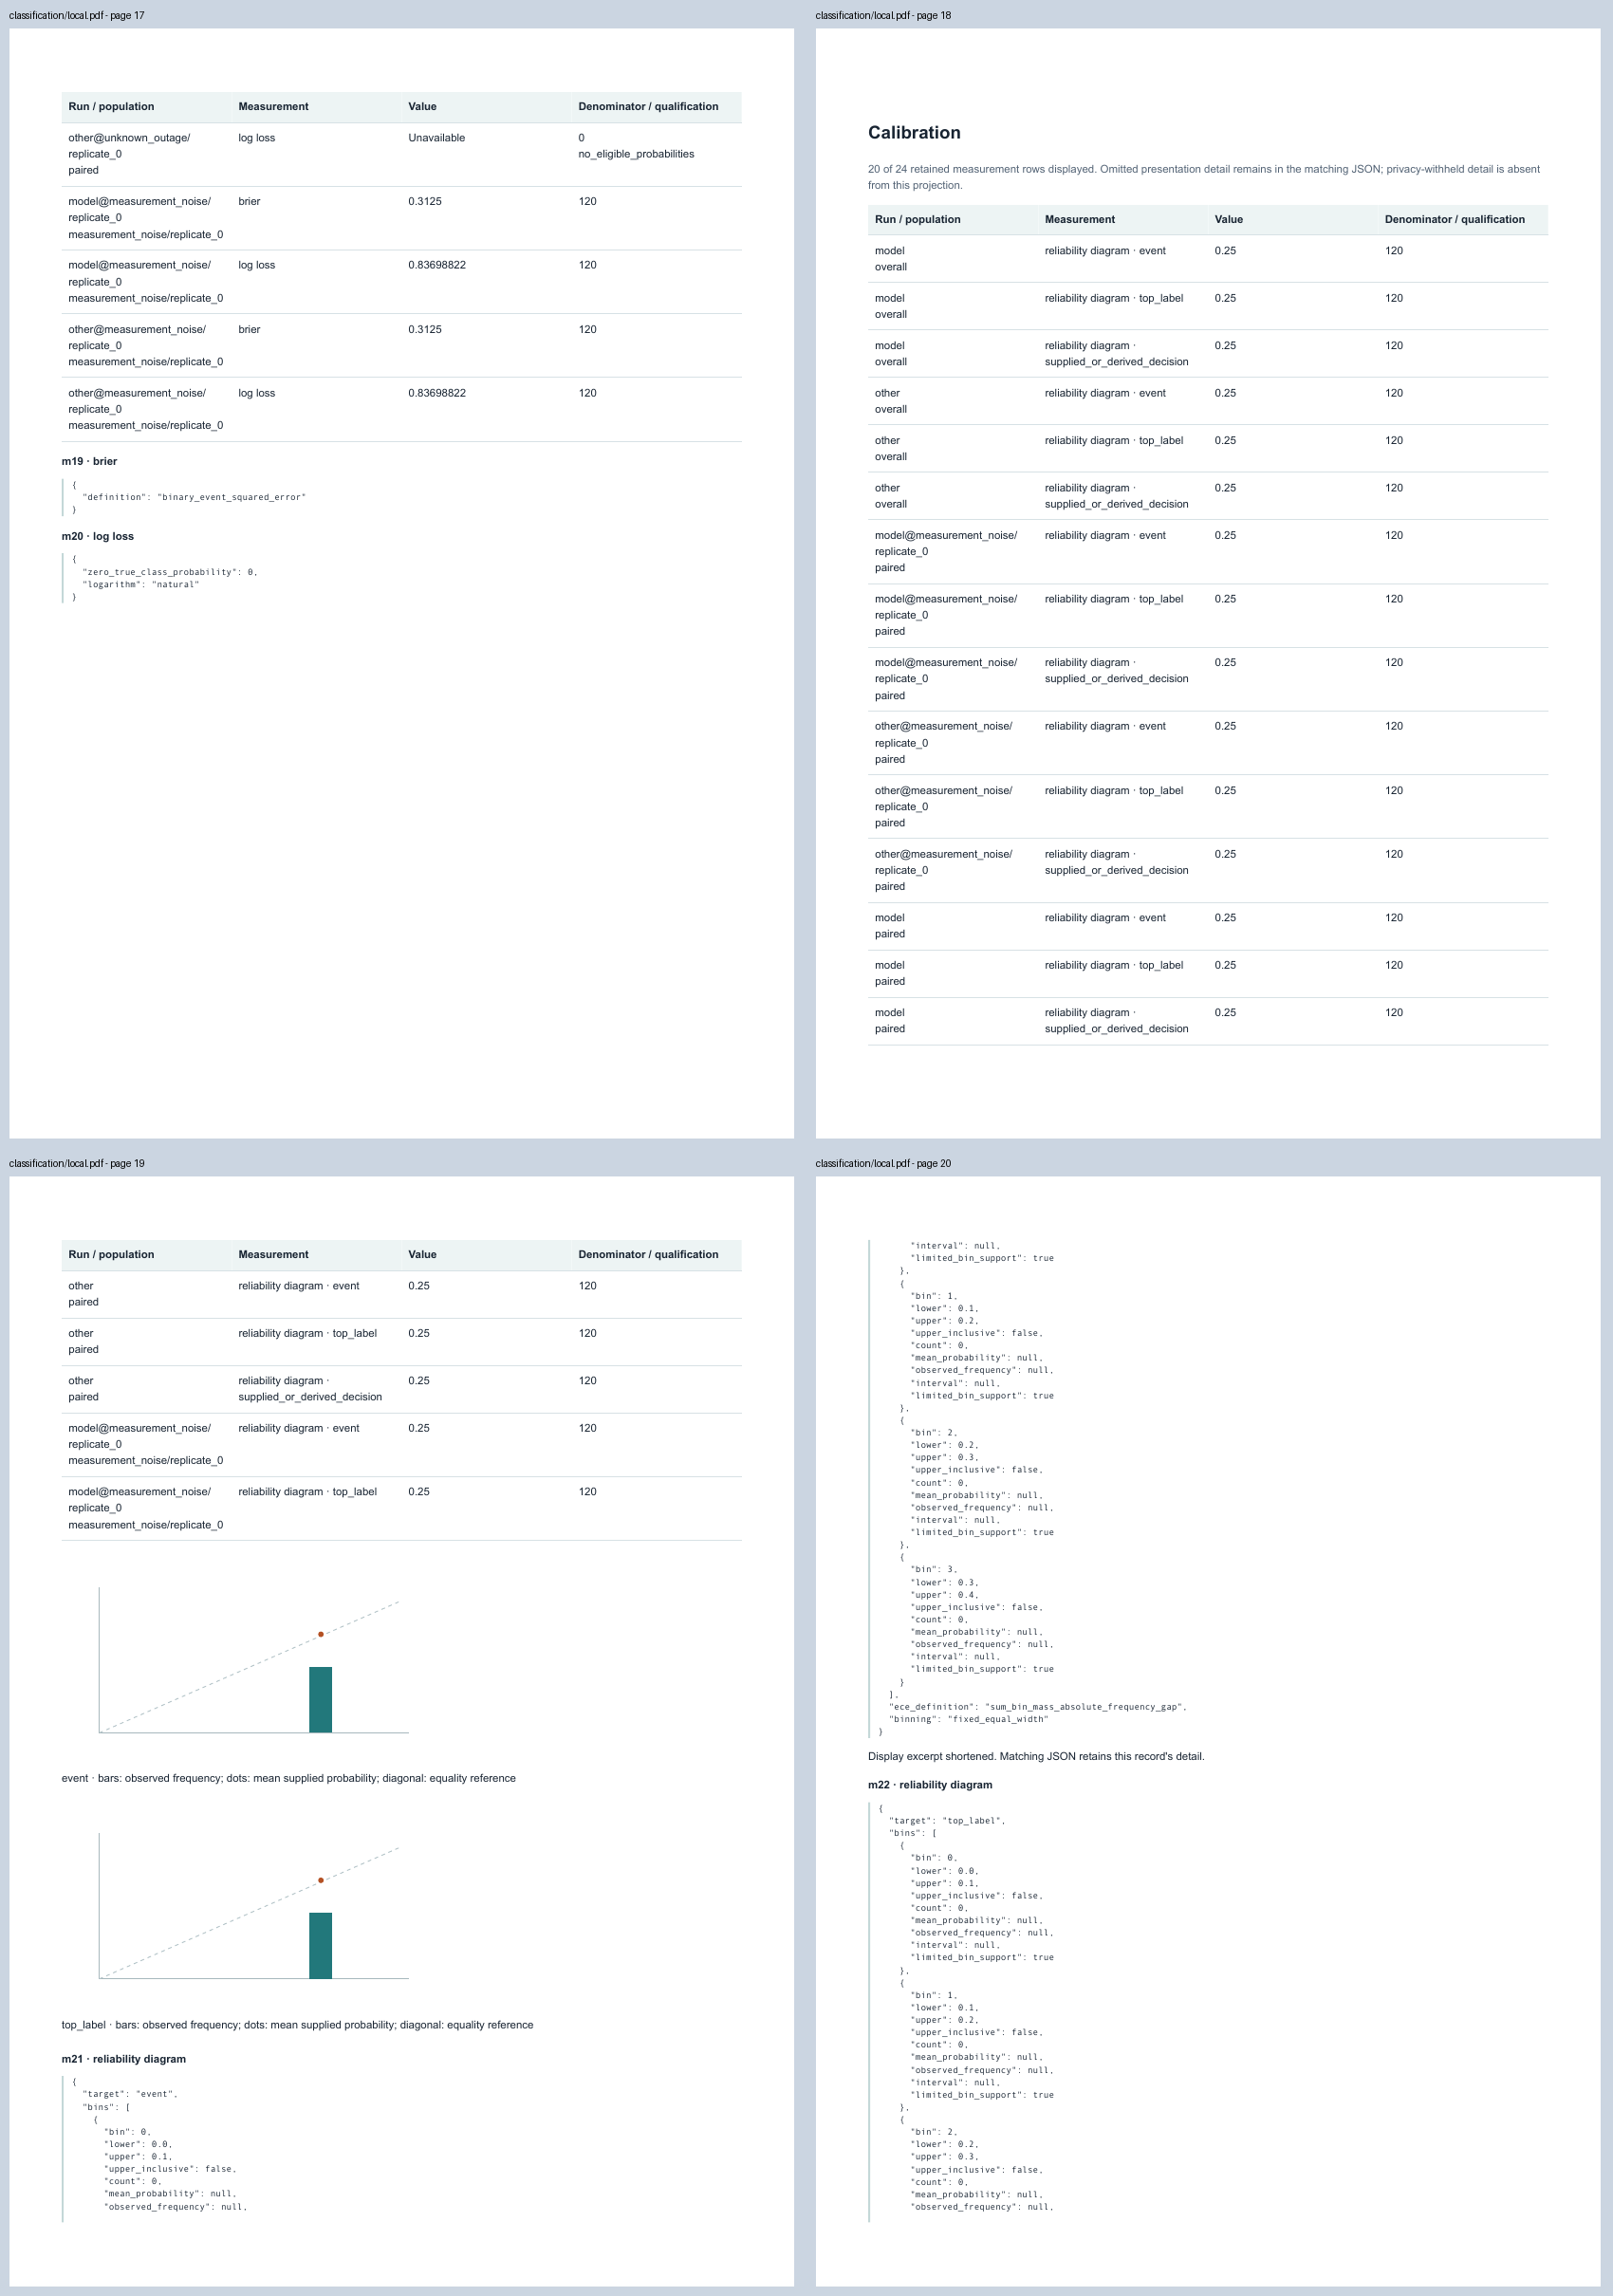 classification/local.pdf - page 17
Run / population Measurement Value Denominator / qualification
other@unknown_outage/ log loss Unavailable 0
replicate_0 no_eligible_probabilities
paired
model@measurement_noise/ brier 0.3125 120
replicate_0
measurement_noise/replicate_0
model@measurement_noise/ log loss 0.83698822 120
replicate_0
measurement_noise/replicate_0
other@measurement_noise/ brier 0.3125 120
replicate_0
measurement_noise/replicate_0
other@measurement_noise/ log loss 0.83698822 120
replicate_0
measurement_noise/replicate_0
m19 · brier
{
"definition": "binary_event_squared_error"
}
m20 · log loss
{
"zero_true_class_probability": 0,
"logarithm": "natural"
}
classification/local.pdf - page 18
Calibration
20 of 24 retained measurement rows displayed. Omitted presentation detail remains in the matching JSON; privacy-withheld detail is absent
from this projection.
Run / population Measurement Value Denominator / qualification
model reliability diagram · event 0.25 120
overall
model reliability diagram · top_label 0.25 120
overall
model reliability diagram · 0.25 120
overall supplied_or_derived_decision
other reliability diagram · event 0.25 120
overall
other reliability diagram · top_label 0.25 120
overall
other reliability diagram · 0.25 120
overall supplied_or_derived_decision
model@measurement_noise/ reliability diagram · event 0.25 120
replicate_0
paired
model@measurement_noise/ reliability diagram · top_label 0.25 120
replicate_0
paired
model@measurement_noise/ reliability diagram · 0.25 120
replicate_0 supplied_or_derived_decision
paired
other@measurement_noise/ reliability diagram · event 0.25 120
replicate_0
paired
other@measurement_noise/ reliability diagram · top_label 0.25 120
replicate_0
paired
other@measurement_noise/ reliability diagram · 0.25 120
replicate_0 supplied_or_derived_decision
paired
model reliability diagram · event 0.25 120
paired
model reliability diagram · top_label 0.25 120
paired
model reliability diagram · 0.25 120
paired supplied_or_derived_decision
classification/local.pdf - page 19
Run / population Measurement Value Denominator / qualification
other reliability diagram · event 0.25 120
paired
other reliability diagram · top_label 0.25 120
paired
other reliability diagram · 0.25 120
paired supplied_or_derived_decision
model@measurement_noise/ reliability diagram · event 0.25 120
replicate_0
measurement_noise/replicate_0
model@measurement_noise/ reliability diagram · top_label 0.25 120
replicate_0
measurement_noise/replicate_0
event · bars: observed frequency; dots: mean supplied probability; diagonal: equality reference
top_label · bars: observed frequency; dots: mean supplied probability; diagonal: equality reference
m21 · reliability diagram
{
"target": "event",
"bins": [
{
"bin": 0,
"lower": 0.0,
"upper": 0.1,
"upper_inclusive": false,
"count": 0,
"mean_probability": null,
"observed_frequency": null,
classification/local.pdf - page 20
"interval": null,
"limited_bin_support": true
},
{
"bin": 1,
"lower": 0.1,
"upper": 0.2,
"upper_inclusive": false,
"count": 0,
"mean_probability": null,
"observed_frequency": null,
"interval": null,
"limited_bin_support": true
},
{
"bin": 2,
"lower": 0.2,
"upper": 0.3,
"upper_inclusive": false,
"count": 0,
"mean_probability": null,
"observed_frequency": null,
"interval": null,
"limited_bin_support": true
},
{
"bin": 3,
"lower": 0.3,
"upper": 0.4,
"upper_inclusive": false,
"count": 0,
"mean_probability": null,
"observed_frequency": null,
"interval": null,
"limited_bin_support": true
}
],
"ece_definition": "sum_bin_mass_absolute_frequency_gap",
"binning": "fixed_equal_width"
}
Display excerpt shortened. Matching JSON retains this record's detail.
m22 · reliability diagram
{
"target": "top_label",
"bins": [
{
"bin": 0,
"lower": 0.0,
"upper": 0.1,
"upper_inclusive": false,
"count": 0,
"mean_probability": null,
"observed_frequency": null,
"interval": null,
"limited_bin_support": true
},
{
"bin": 1,
"lower": 0.1,
"upper": 0.2,
"upper_inclusive": false,
"count": 0,
"mean_probability": null,
"observed_frequency": null,
"interval": null,
"limited_bin_support": true
},
{
"bin": 2,
"lower": 0.2,
"upper": 0.3,
"upper_inclusive": false,
"count": 0,
"mean_probability": null,
"observed_frequency": null,